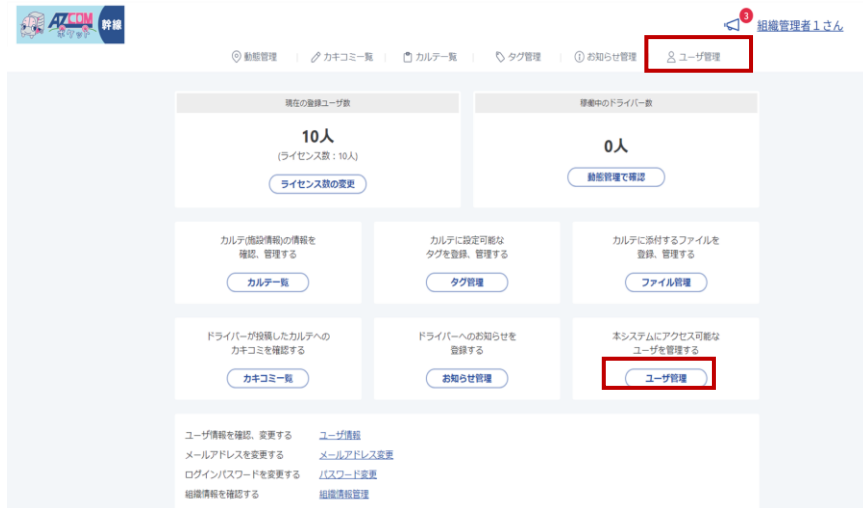 AZCOM
ポケット
幹線
3
組織管理者１さん
動態管理
カキコミ一覧
カルテ一覧
タグ管理
お知らせ管理
ユーザ管理
現在の登録ユーザ数
10人
(ライセンス数：10人)
ライセンス数の変更
稼働中のドライバー数
0人
動態管理で確認
カルテ(施設情報)の情報を
確認、管理する
カルテ一覧
カルテに設定可能な
タグを登録、管理する
タグ管理
カルテに添付するファイルを
登録、管理する
ファイル管理
ドライバーが投稿したカルテへの
カキコミを確認する
カキコミ一覧
ドライバーへのお知らせを
登録する
お知らせ管理
本システムにアクセス可能な
ユーザを管理する
ユーザ管理
ユーザ情報を確認、変更する ユーザ情報
メールアドレスを変更する メールアドレス変更
ログインパスワードを変更する パスワード変更
組織情報を確認する 組織情報管理